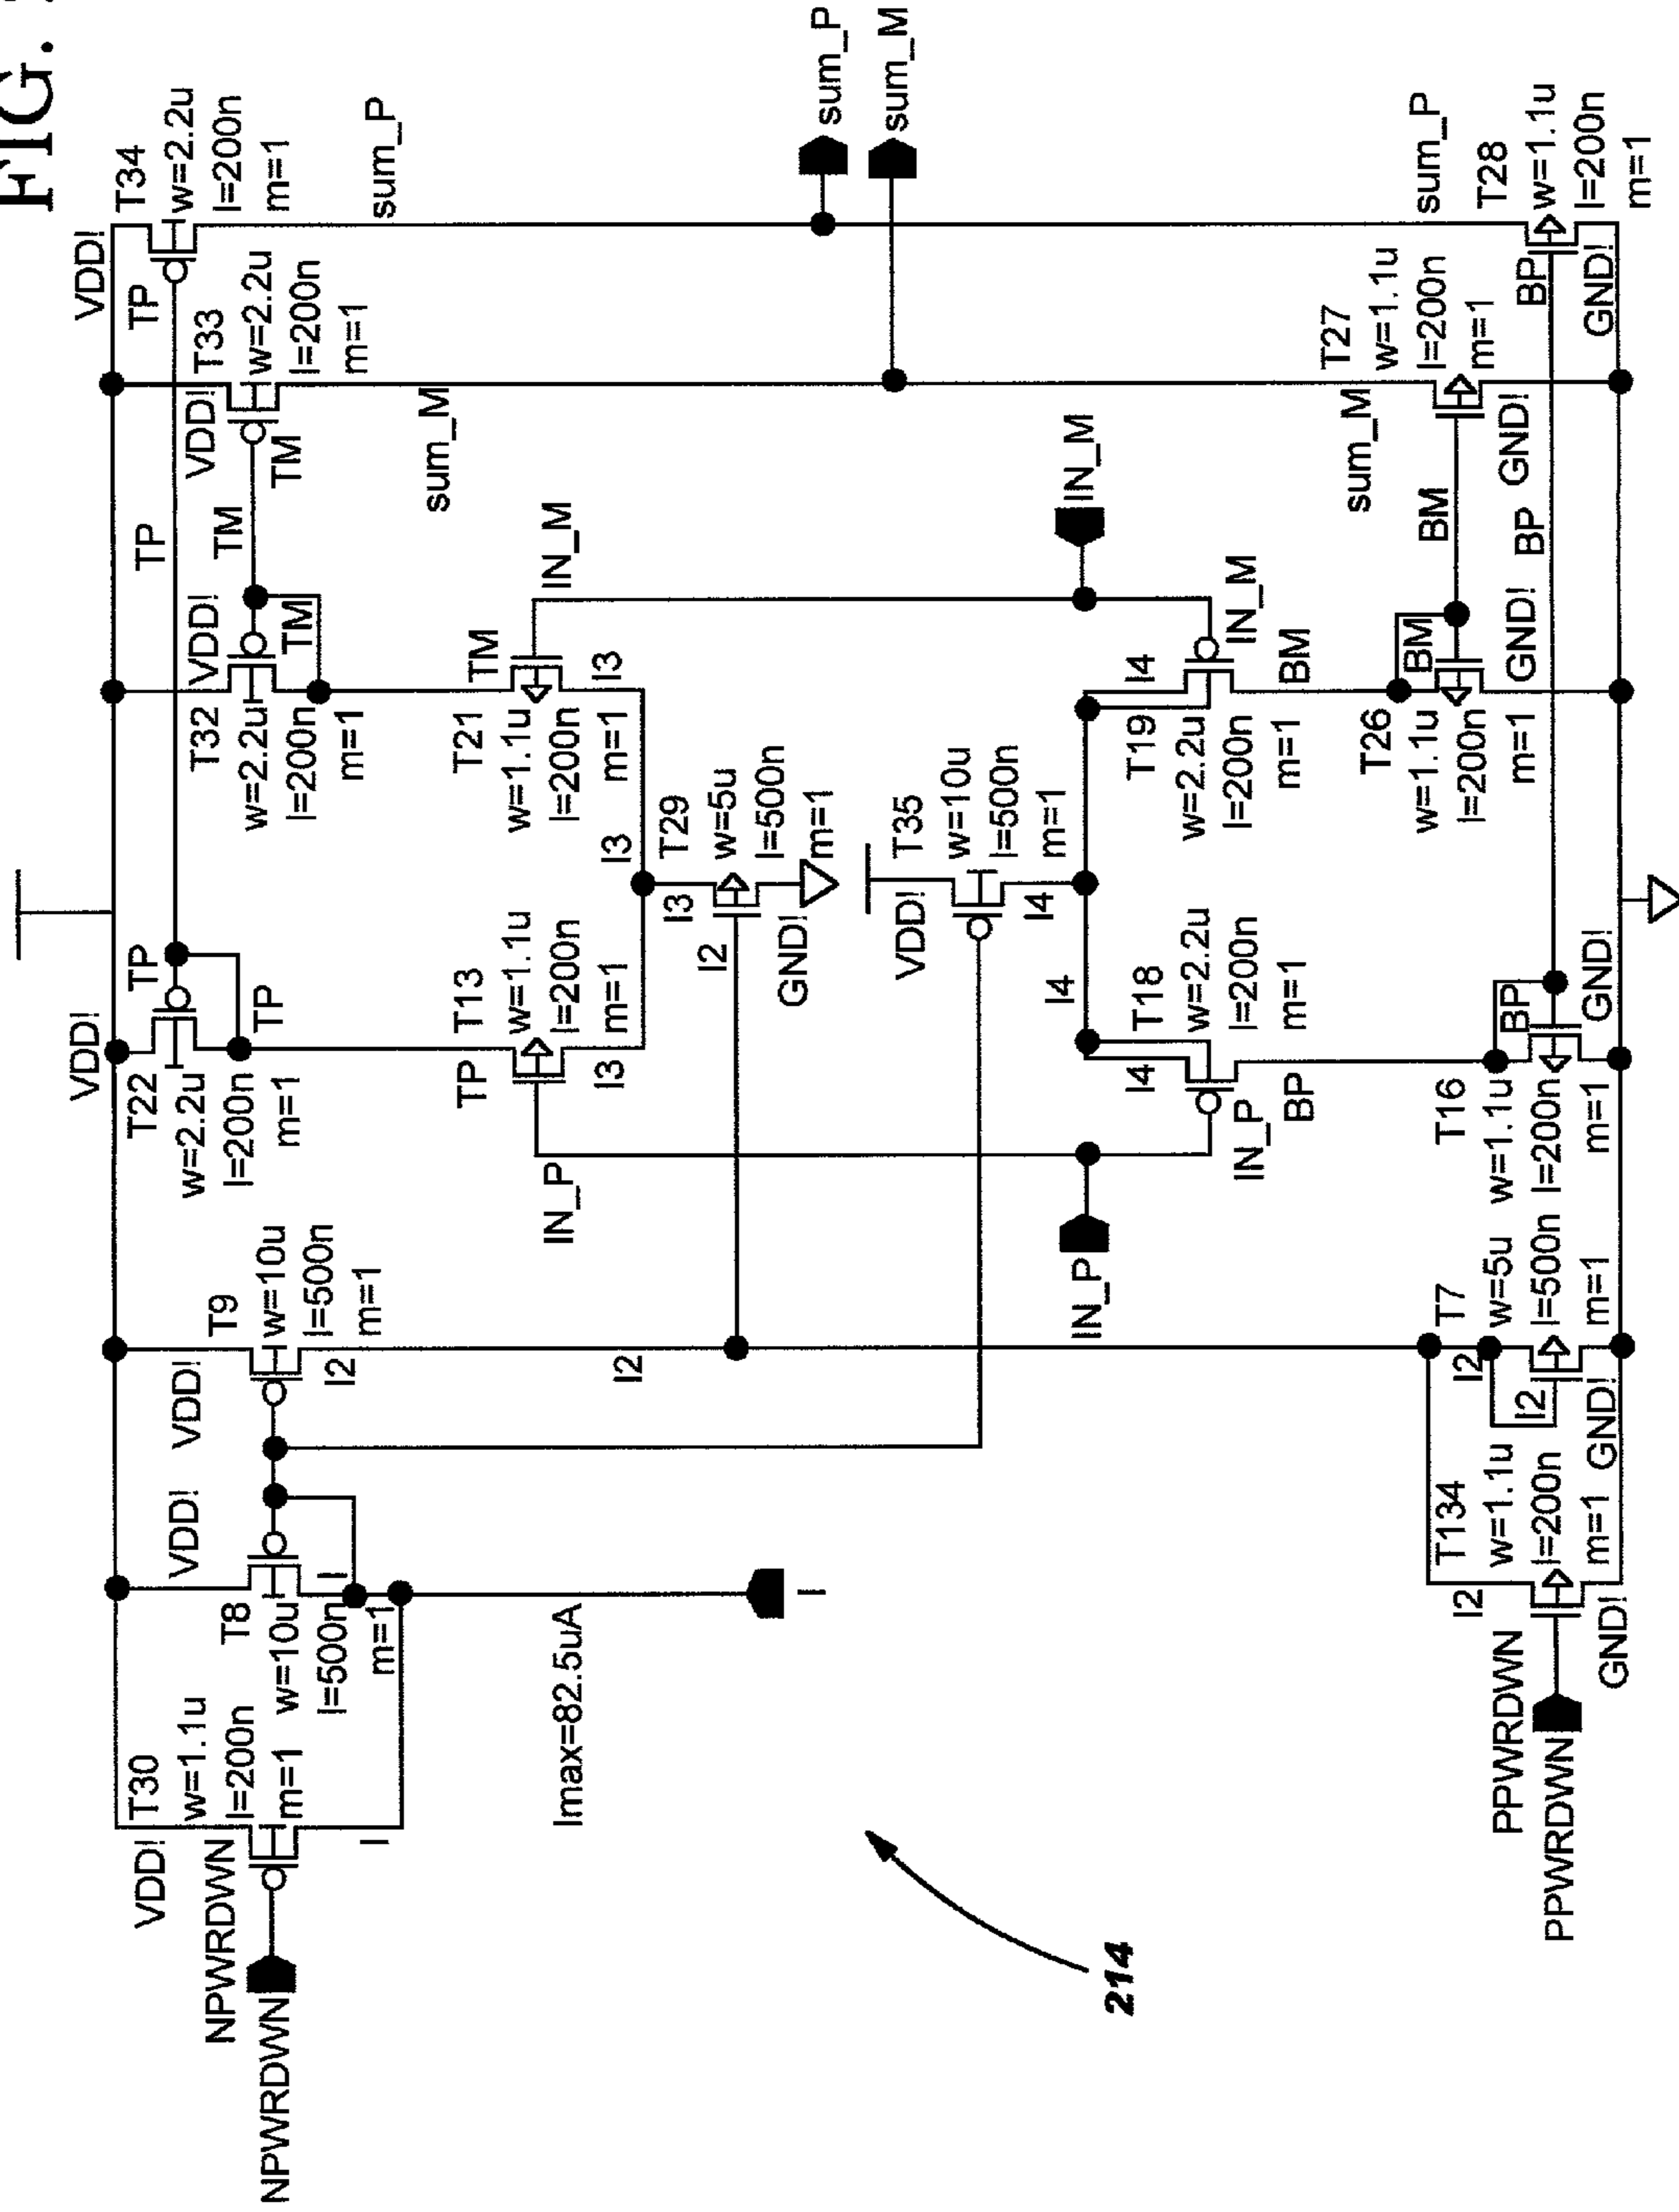 FIG.
NPWRDWN
NPWRDWN
VDD!
T30
w=1.1u
l=200n
m=1
I
T8
w=10u
l=500n
m=1
VDD!
I
Imax=82.5uA
I
VDD!
T9
w=10u
l=500n
m=1
I2
I2
VDD!
T22
w=2.2u
l=200n
m=1
TP
TP
TP
VDD!
T32
w=2.2u
l=200n
m=1
TM
TM
VDD!
T33
w=2.2u
l=200n
m=1
TM
sum_M
VDD!
TP
T34
w=2.2u
l=200n
m=1
sum_P
IN_P
TP
T13
w=1.1u
l=200n
m=1
I3
TM
T21
w=1.1u
l=200n
m=1
I3
IN_M
I3
I3
T29
w=5u
l=500n
m=1
I2
GND!
VDD!
T35
w=10u
l=500n
m=1
I4
sum_P
sum_M
IN_P
IN_M
I4
I4
T18
w=2.2u
l=200n
m=1
IN_P
BP
I4
T19
w=2.2u
l=200n
m=1
IN_M
BM
PPWRDWN
PPWRDWN
I2
T134
w=1.1u
l=200n
m=1
GND!
I2
T7
w=5u
l=500n
m=1
I2
GND!
T16
w=1.1u
l=200n
m=1
BP
GND!
T26
w=1.1u
l=200n
m=1
BM
GND!
BM
BP
sum_M
T27
w=1.1u
l=200n
m=1
GND!
sum_P
T28
w=1.1u
l=200n
m=1
BP
GND!
214